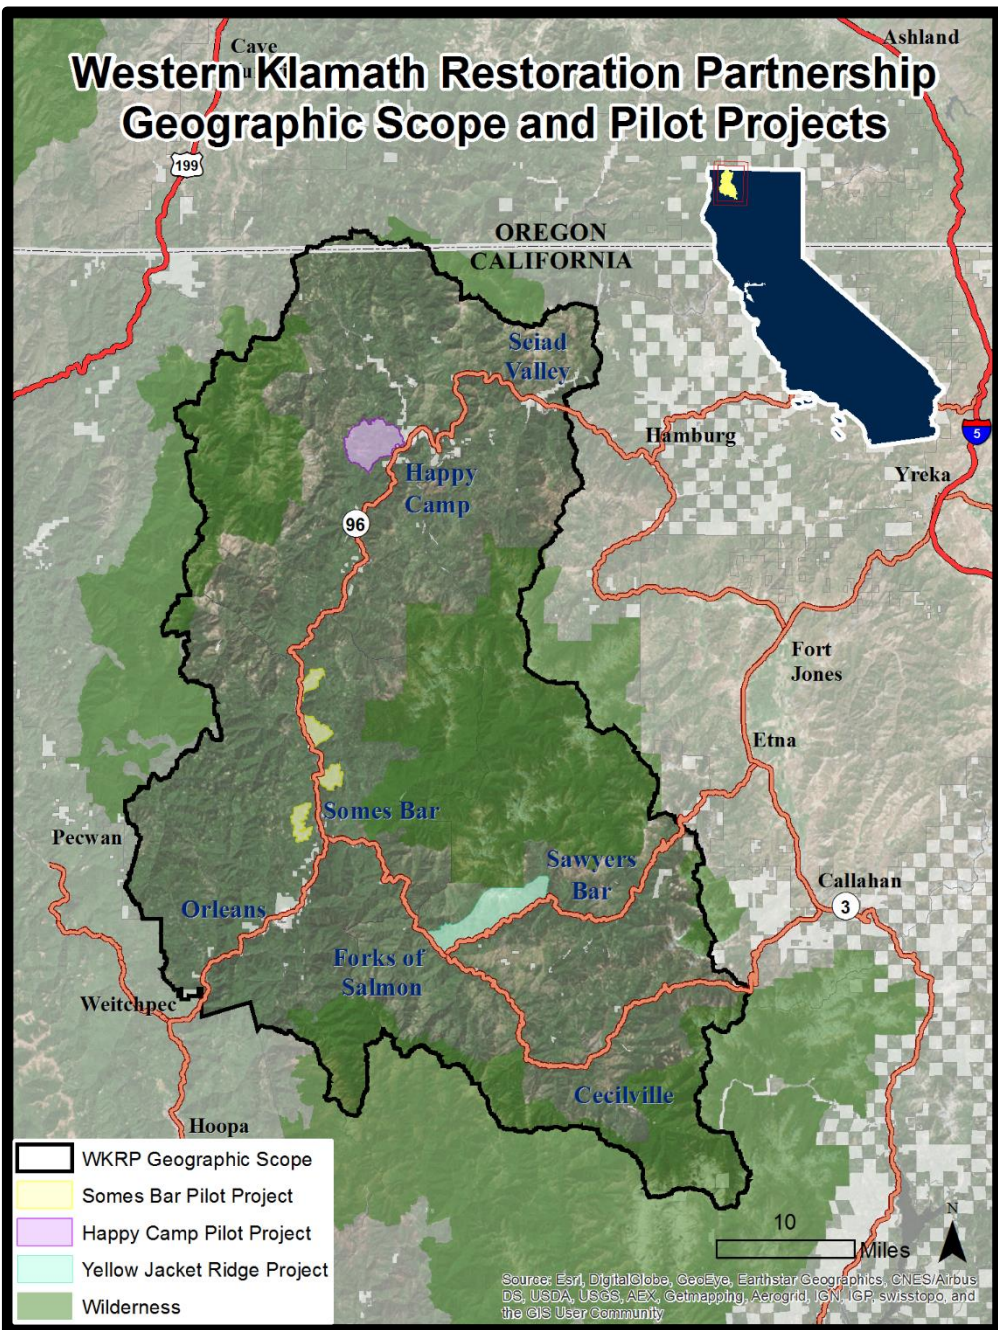 Cave
Western Klamath Restoration Partnership
Geographic Scope and Pilot Projects
Ashland
199
OREGON
CALIFORNIA
Seiad
Valley
Hamburg
5
Yreka
Happy
Camp
96
Fort
Jones
Etna
Somes Bar
Pecwan
Sawyers
Bar
Callahan
3
Orleans
Forks of
Salmon
Weitchpec
Cecilville
Hoopa
WKRP Geographic Scope
Somes Bar Pilot Project
Happy Camp Pilot Project
Yellow Jacket Ridge Project
Wilderness
N
10
Miles
Source: Esri, DigitalGlobe, GeoEye, Earthstar Geographics, CNES/Airbus
DS, USDA, USGS, AEX, Getmapping, Aerogrid, IGN, IGP, swisstopo, and
the GIS User Community